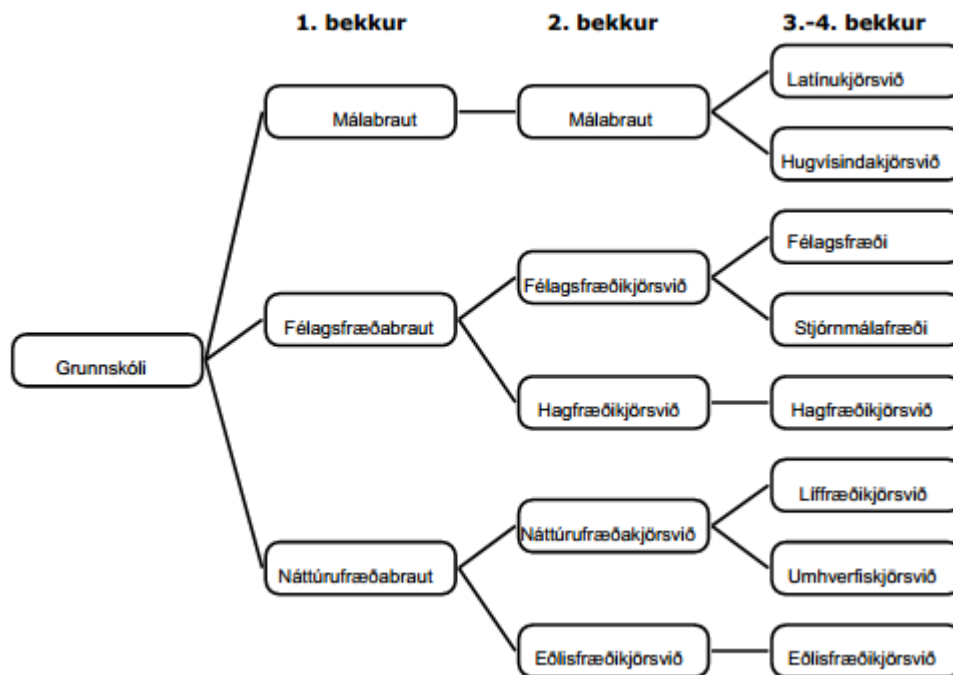 1. bekkur
2. bekkur
3.-4. bekkur
Latínukjörsvið
Málabraut
Málabraut
Hugvísindakjörsvið
Félagsfræði
Félagsfræðikjörsvið
Félagsfræðabraut
Stjórnmálafræði
Grunnskóli
Hagfræðikjörsvið
Hagfræðikjörsvið
Líffræðikjörsvið
Náttúrufræðakjörsvið
Náttúrufræðabraut
Umhverfiskjörsvið
Eðlisfræðikjörsvið
Eðlisfræðikjörsvið